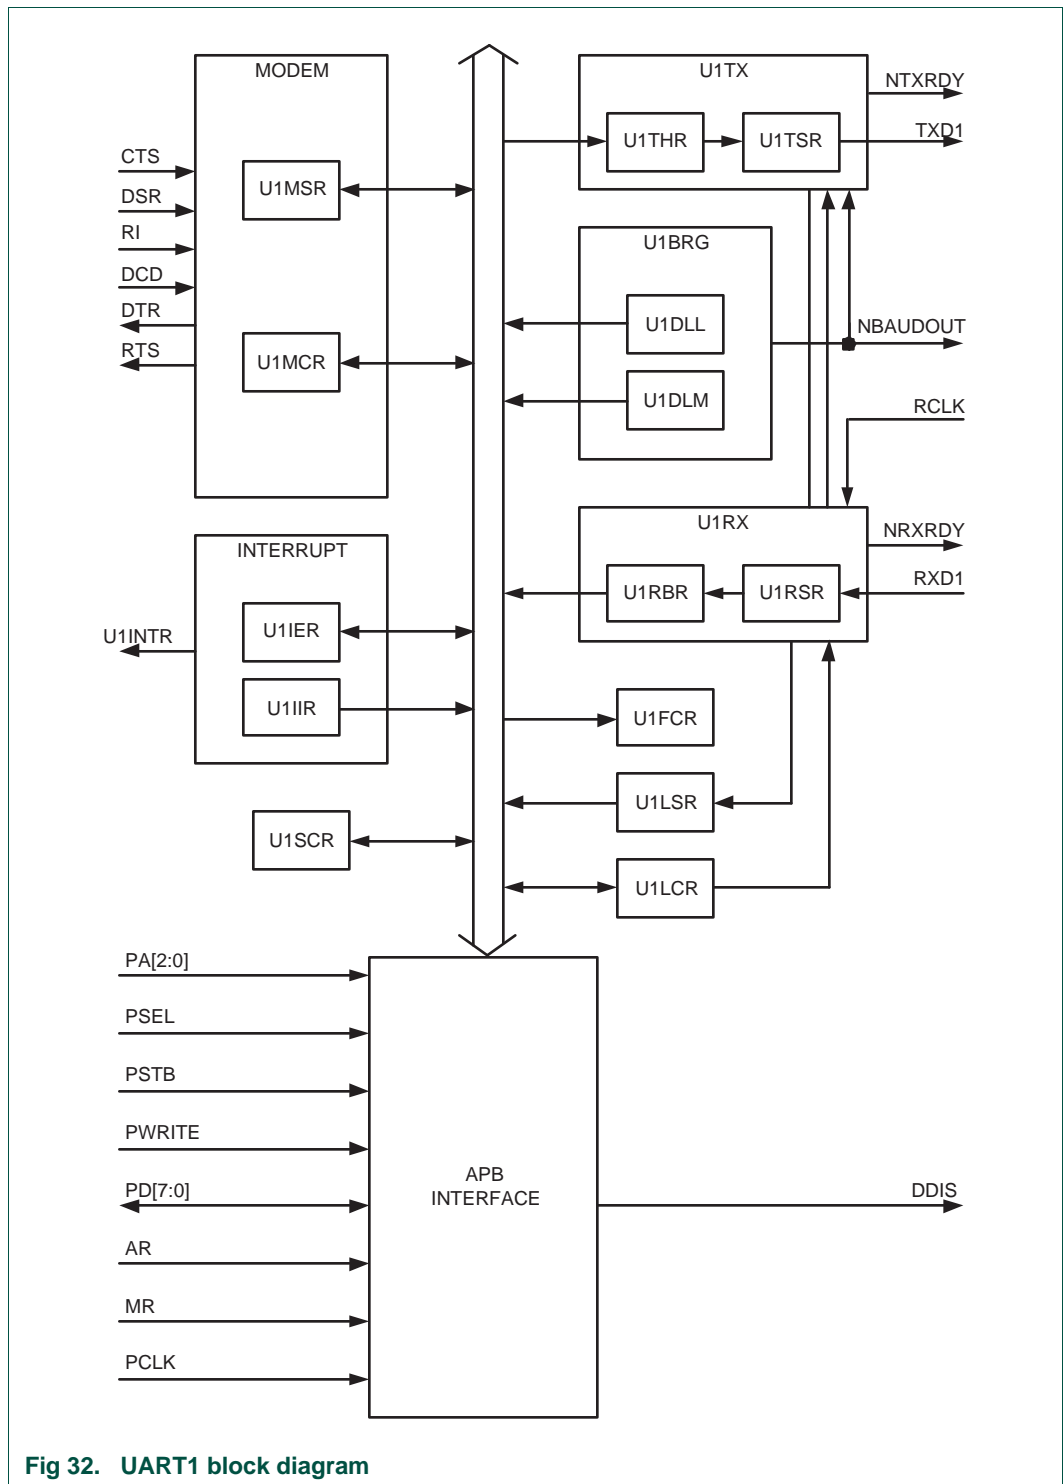 MODEM
CTS
DSR
RI
DCD
DTR
RTS
U1MSR
U1MCR
U1TX
U1THR
U1TSR
NTXRDY
TXD1
U1BRG
U1DLL
U1DLM
NBAUDOUT
RCLK
U1RX
U1RBR
U1RSR
NRXRDY
RXD1
INTERRUPT
U1INTR
U1IER
U1IIR
U1FCR
U1LSR
U1SCR
U1LCR
PA[2:0]
PSEL
PSTB
PWRITE
PD[7:0]
AR
MR
PCLK
APB
INTERFACE
DDIS
Fig 32. UART1 block diagram